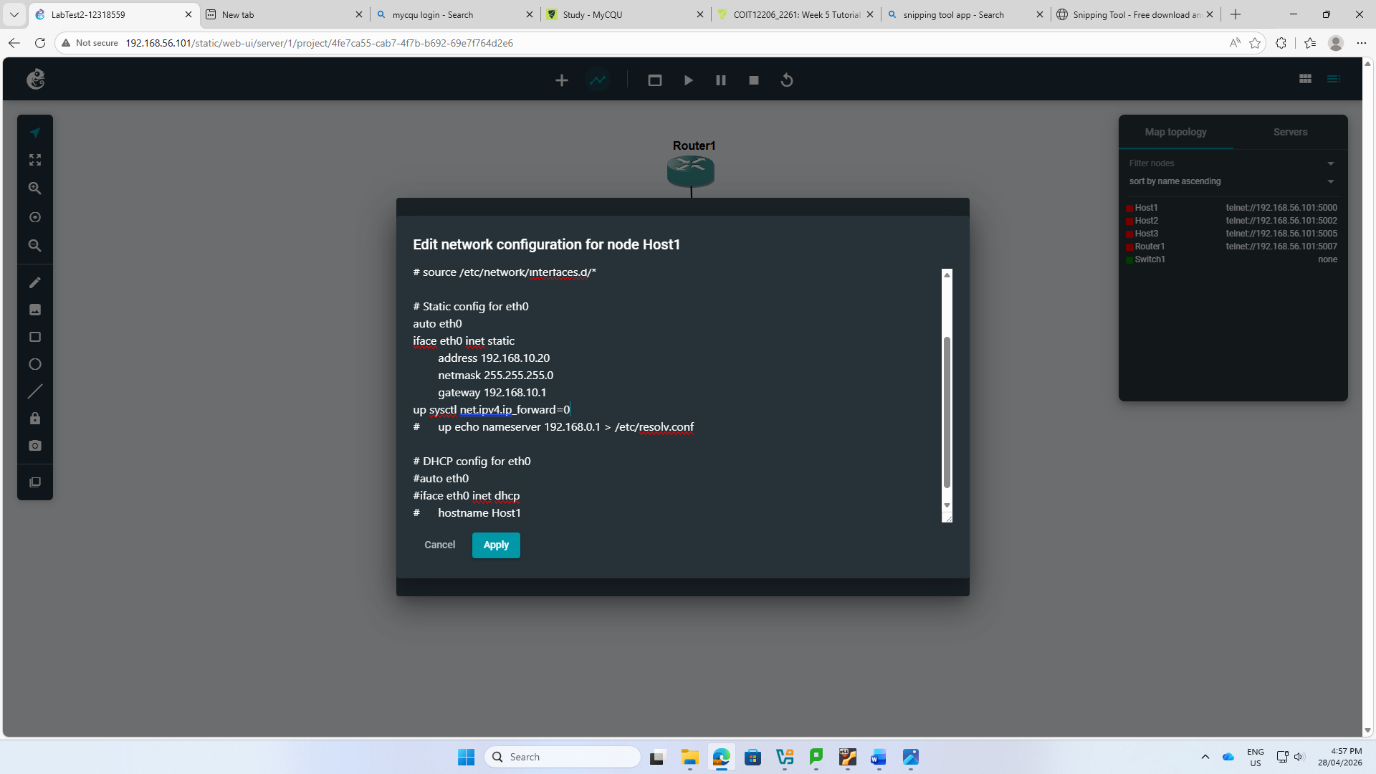 LabTest2-12318559
New tab
mycqu login - Search
Study - MyCQU
COIT12206_2261: Week 5 Tutorial
snipping tool app - Search
Snipping Tool - Free download an
Not secure
192.168.56.101/static/web-ui/server/1/project/4fe7ca55-cab7-4f7b-b692-69e7f764d2e6
Router1
Map topology
Servers
Filter nodes
sort by name ascending
Host1 telnet://192.168.56.101:5000
Host2 telnet://192.168.56.101:5002
Host3 telnet://192.168.56.101:5005
Router1 telnet://192.168.56.101:5007
Switch1 none
Edit network configuration for node Host1
# source /etc/network/interfaces.d/*
# Static config for eth0
auto eth0
iface eth0 inet static
address 192.168.10.20
netmask 255.255.255.0
gateway 192.168.10.1
up sysctl net.ipv4.ip_forward=0
# up echo nameserver 192.168.0.1 > /etc/resolv.conf
# DHCP config for eth0
#auto eth0
#iface eth0 inet dhcp
# hostname Host1
Cancel
Apply
Search
ENG
US
4:57 PM
28/04/2026